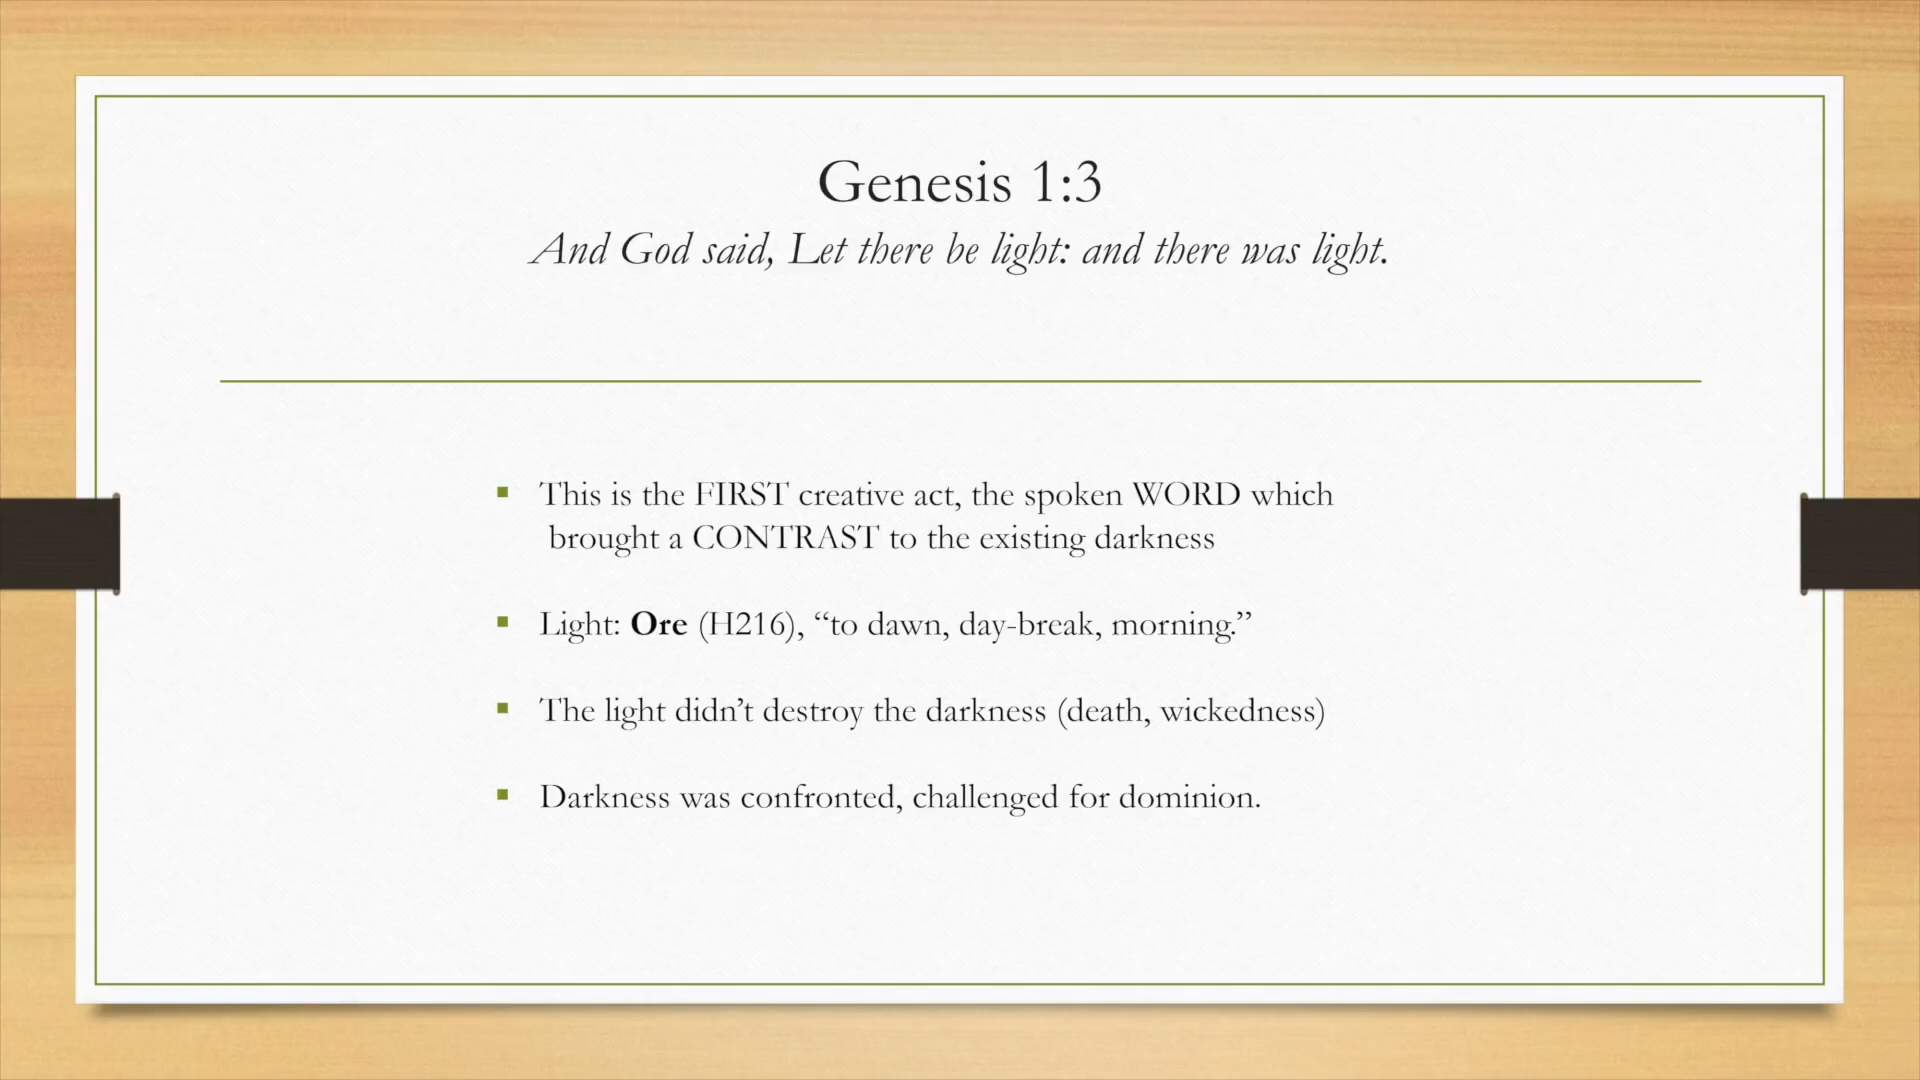 Genesis 1:3
And God said, Let there be light: and there was light.
▪ This is the FIRST creative act, the spoken WORD which
brought a CONTRAST to the existing darkness
▪ Light: Ore (H216), “to dawn, day-break, morning.”
▪ The light didn’t destroy the darkness (death, wickedness)
▪ Darkness was confronted, challenged for dominion.